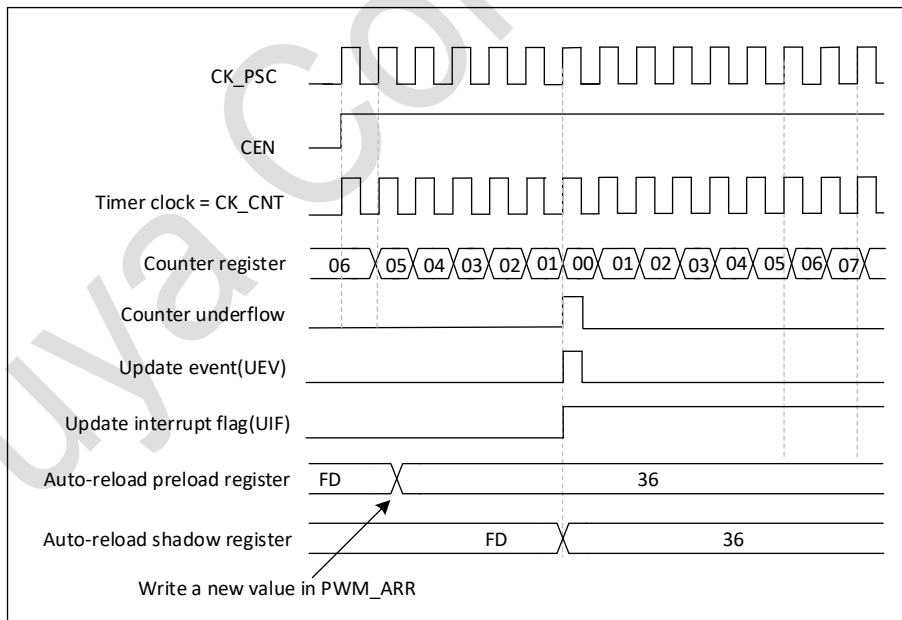 CK_PSC
CEN
Timer clock = CK_CNT
Counter register 06 05 04 03 02 01 00 01 02 03 04 05 06 07
Counter underflow
Update event(UEV)
Update interrupt flag(UIF)
Auto-reload preload register FD 36
Auto-reload shadow register FD 36
Write a new value in PWM_ARR